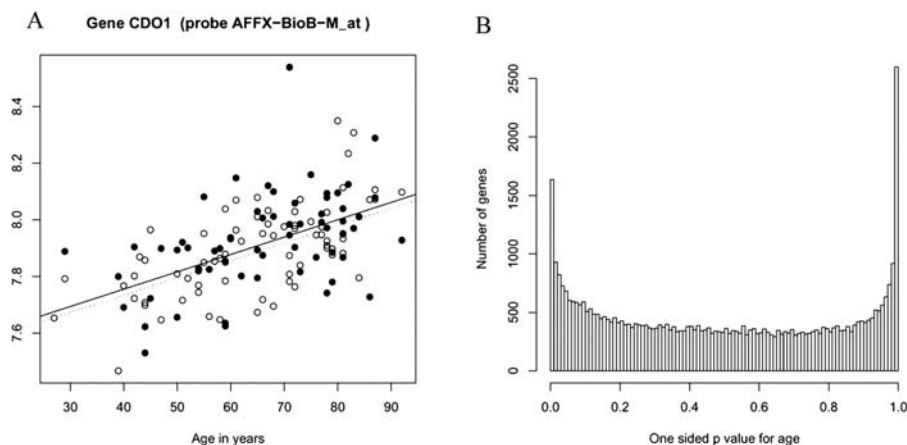 A
Gene CDO1 (probe AFFX−BioB−M_at )
8.4
8.2
8.0
7.8
7.6
30 40 50 60 70 80 90
Age in years
B
Number of genes
2500
2000
1500
1000
500
0
0.0 0.2 0.4 0.6 0.8 1.0
One sided p value for age